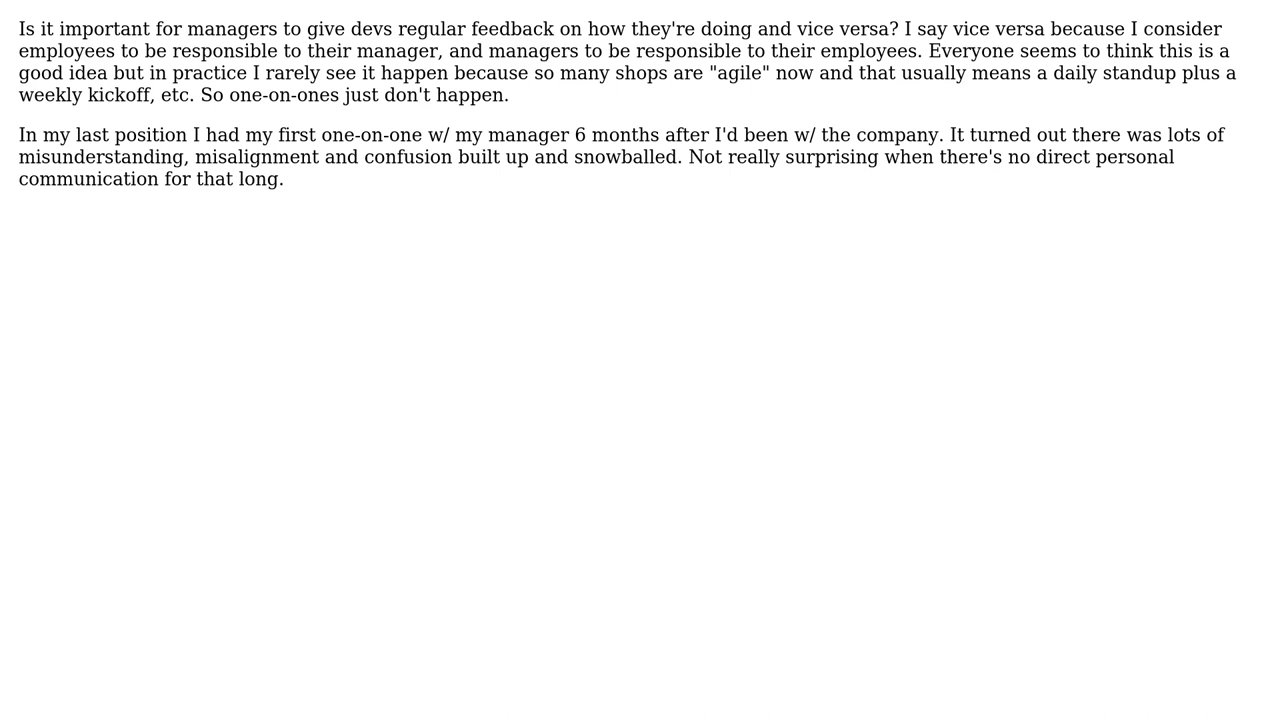 Is it important for managers to give devs regular feedback on how they're doing and vice versa? I say vice versa because I consider
employees to be responsible to their manager, and managers to be responsible to their employees. Everyone seems to think this is a
good idea but in practice I rarely see it happen because so many shops are "agile" now and that usually means a daily standup plus a
weekly kickoff, etc. So one-on-ones just don't happen.
In my last position I had my first one-on-one w/ my manager 6 months after I'd been w/ the company. It turned out there was lots of
misunderstanding, misalignment and confusion built up and snowballed. Not really surprising when there's no direct personal
communication for that long.